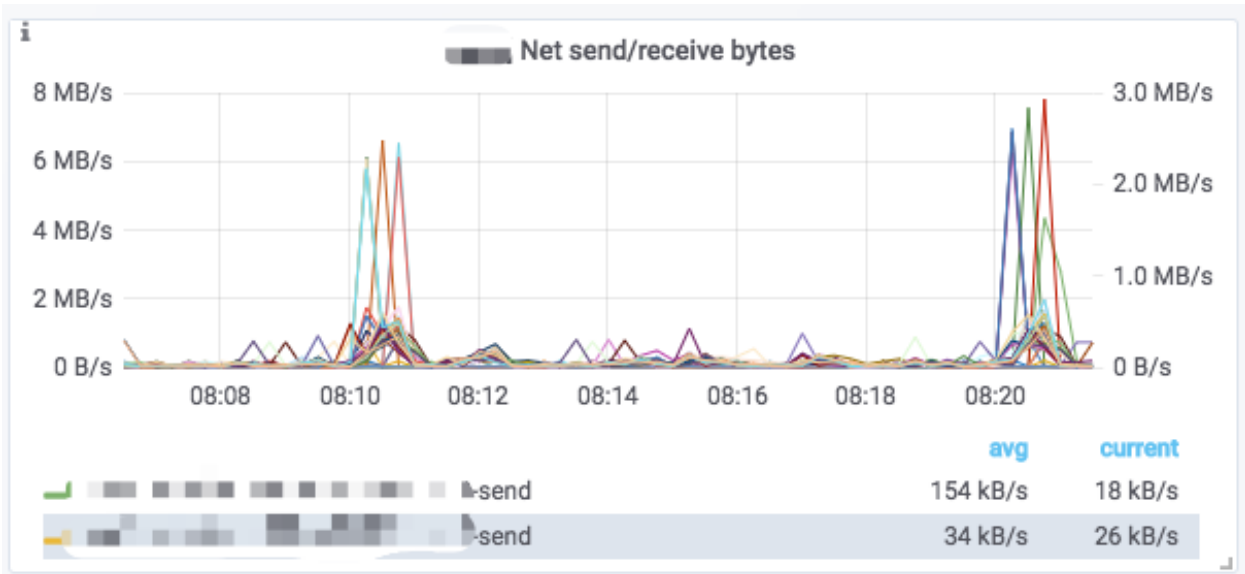 i
Net send/receive bytes
8 MB/s 3.0 MB/s
6 MB/s
2.0 MB/s
4 MB/s
1.0 MB/s
2 MB/s
0 B/s 0 B/s
08:08 08:10 08:12 08:14 08:16 08:18 08:20
avg current
-send 154 kB/s 18 kB/s
-send 34 kB/s 26 kB/s